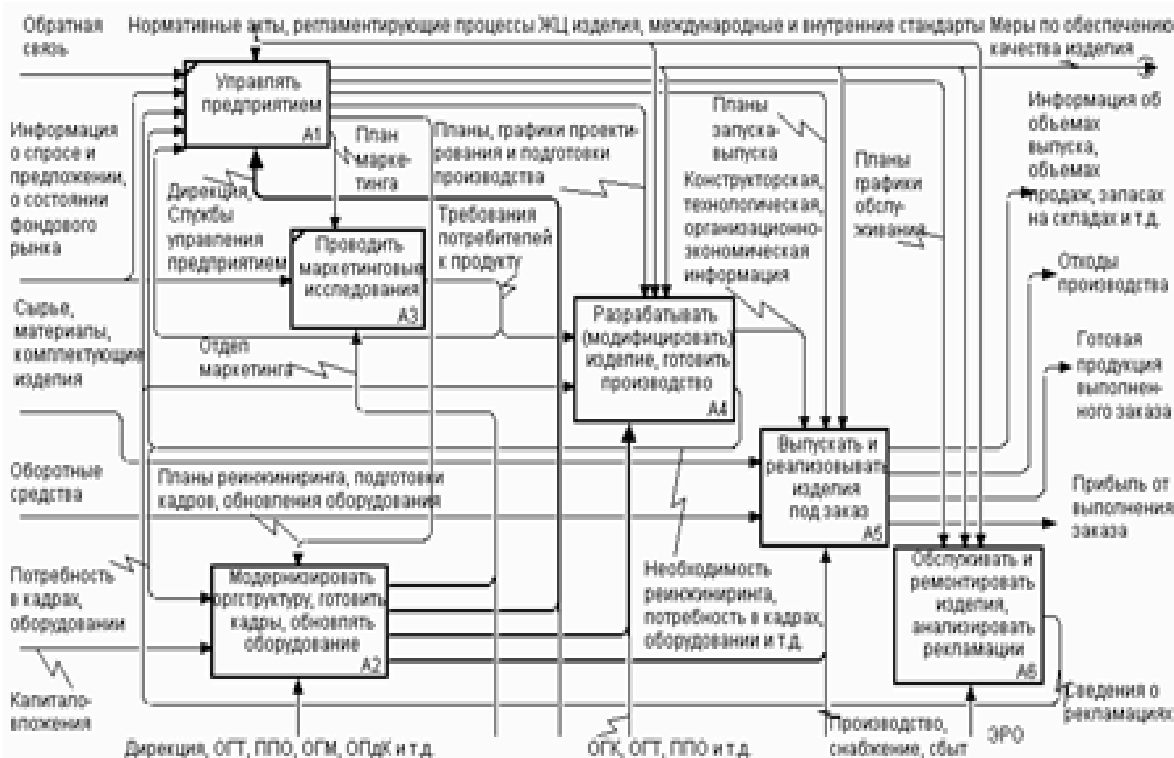 Обратная
связь
Нормативные акты, регламентирующие процессы ЖЦ изделия, международные и внутренние стандарты
Меры по обеспечению
качества изделия
Управлять
предприятием
А1
Информация
о спросе и
предложении,
о состоянии
фондового
рынка
План
марке-
тинга
Планы, графики проекти-
рования и подготовки
производства
Планы
запуска-
выпуска
Планы
графики
обслу-
живания
Информация об
объемах
выпуска,
объемах
продаж, запасах
на складах и т.д.
Дирекция,
Службы
управления
предприятием
Требования
потребителей
к продукту
Конструкторская,
технологическая,
организационно-
экономическая
информация
Проводить
маркетинговые
исследования
А3
Отходы
производства
Сырье,
материалы,
комплектующие
изделия
Отдел
маркетинга
Разрабатывать
(модифицировать)
изделие, готовить
производство
А4
Готовая
продукция
выполнен-
ного заказа
Оборотные
средства
Планы реинжиниринга, подготовки
кадров, обновления оборудования
Выпускать и
реализовывать
изделия
под заказ
А5
Прибыль от
выполнения
заказа
Потребность
в кадрах,
оборудовании
Модернизировать
оргструктуру, готовить
кадры, обновлять
оборудование
А2
Необходимость
реинжиниринга,
потребность в кадрах,
оборудовании и т.д.
Обслуживать и
ремонтировать
изделия,
анализировать
рекламации
А6
Капитало-
вложения
Сведения о
рекламациях
Дирекция, ОГТ, ППО, ОГМ, ОПдК и т.д.
ОГК, ОГТ, ППО и т.д.
Производство,
снабжение, сбыт
ЭРО